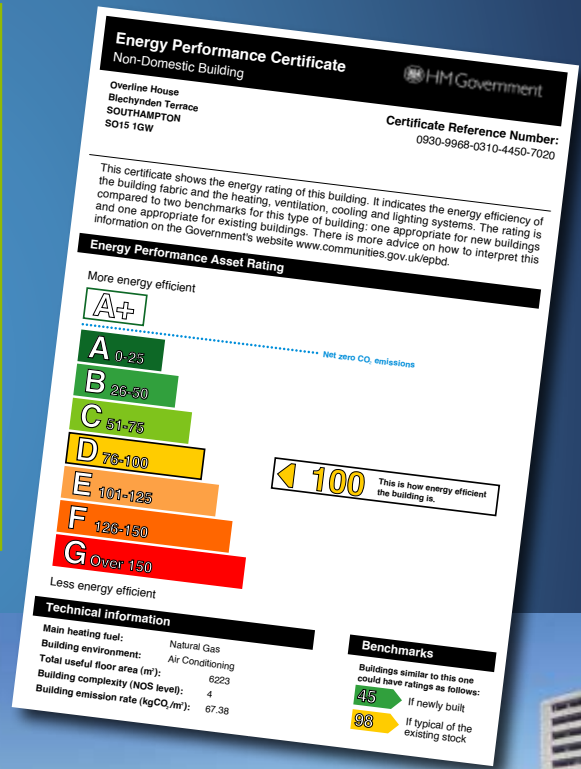 Energy Performance Certificate
Non-Domestic Building
HM Government
Overline House
Blechynden Terrace
SOUTHAMPTON
SO15 1GW
Certificate Reference Number:
0930-9968-0310-4450-7020
This certificate shows the energy rating of this building. It indicates the energy efficiency of
the building fabric and the heating, ventilation, cooling and lighting systems. The rating is
compared to two benchmarks for this type of building: one appropriate for new buildings
and one appropriate for existing buildings. There is more advice on how to interpret this
information on the Government's website www.communities.gov.uk/epbd.
Energy Performance Asset Rating
More energy efficient
A+
Net zero CO₂ emissions
A 0-25
B 26-50
C 51-75
D 76-100
E 101-125
F 126-150
G Over 150
100
This is how energy efficient
the building is.
Less energy efficient
Technical information
Main heating fuel: Natural Gas
Building environment: Air Conditioning
Total useful floor area (m²): 6223
Building complexity (NOS level): 4
Building emission rate (kgCO₂/m²): 67.38
Benchmarks
Buildings similar to this one
could have ratings as follows:
45 If newly built
98 If typical of the
existing stock